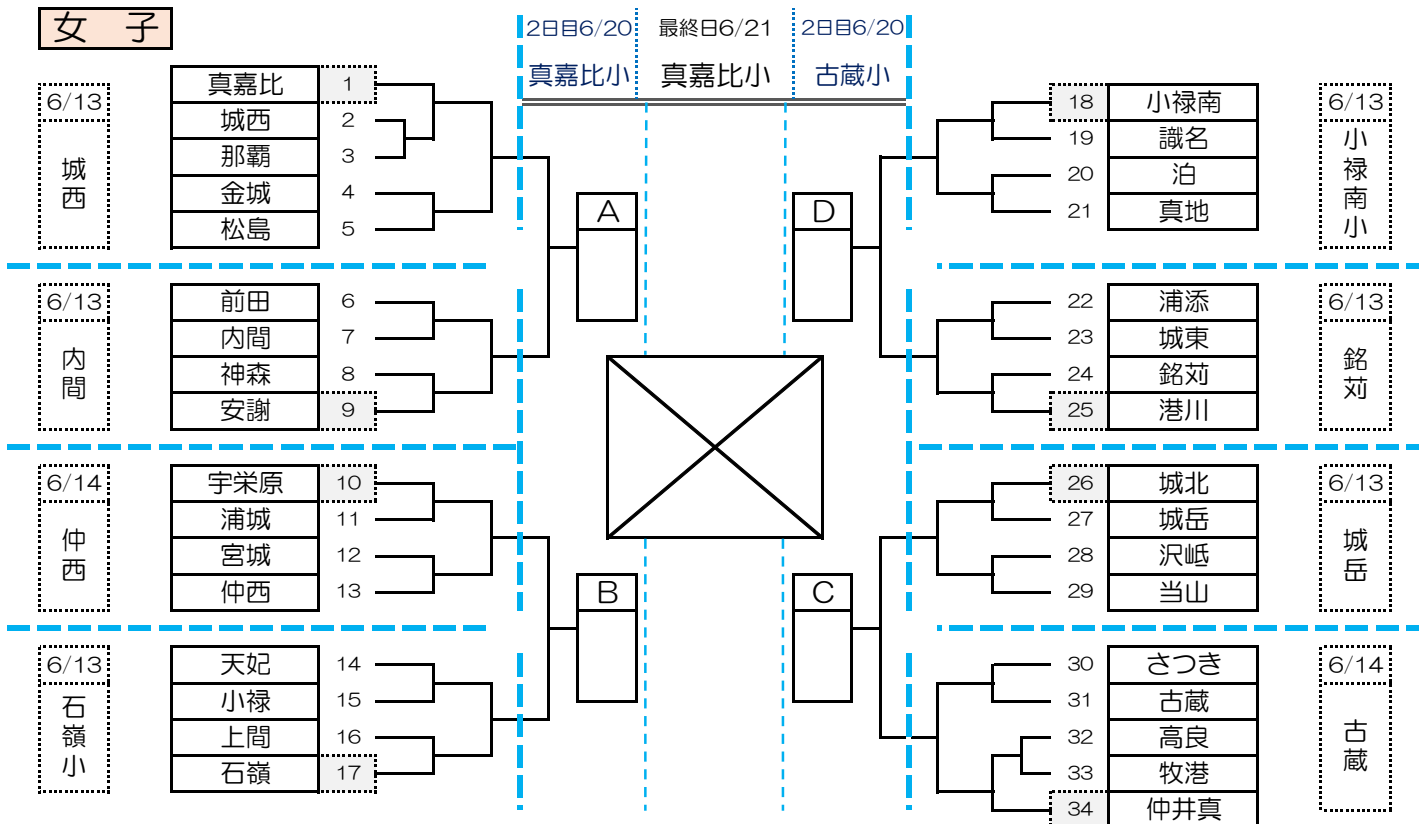 女　子
2日目6/20 最終日6/21 2日目6/20
真嘉比小 真嘉比小 古蔵小
6/13
城西
真嘉比 1
城西 2
那覇 3
金城 4
松島 5
6/13
内間
前田 6
内間 7
神森 8
安謝 9
6/14
仲西
宇栄原 10
浦城 11
宮城 12
仲西 13
6/13
石嶺小
天妃 14
小禄 15
上間 16
石嶺 17
A
B
D
C
18 小禄南
19 識名
20 泊
21 真地
6/13
小禄南小
22 浦添
23 城東
24 銘苅
25 港川
6/13
銘苅
26 城北
27 城岳
28 沢岻
29 当山
6/13
城岳
30 さつき
31 古蔵
32 高良
33 牧港
34 仲井真
6/14
古蔵